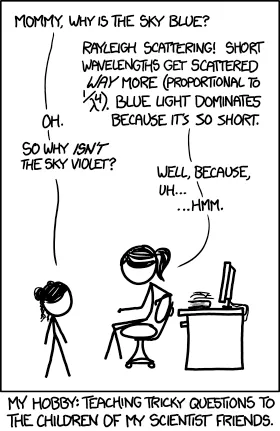 MOMMY, WHY IS THE SKY BLUE?
RAYLEIGH SCATTERING! SHORT
WAVELENGTHS GET SCATTERED
WAY MORE (PROPORTIONAL TO
1/λ⁴). BLUE LIGHT DOMINATES
BECAUSE IT'S SO SHORT.
OH.
SO WHY ISN'T
THE SKY VIOLET?
WELL, BECAUSE,
UH...
...HMM.
MY HOBBY: TEACHING TRICKY QUESTIONS TO
THE CHILDREN OF MY SCIENTIST FRIENDS.